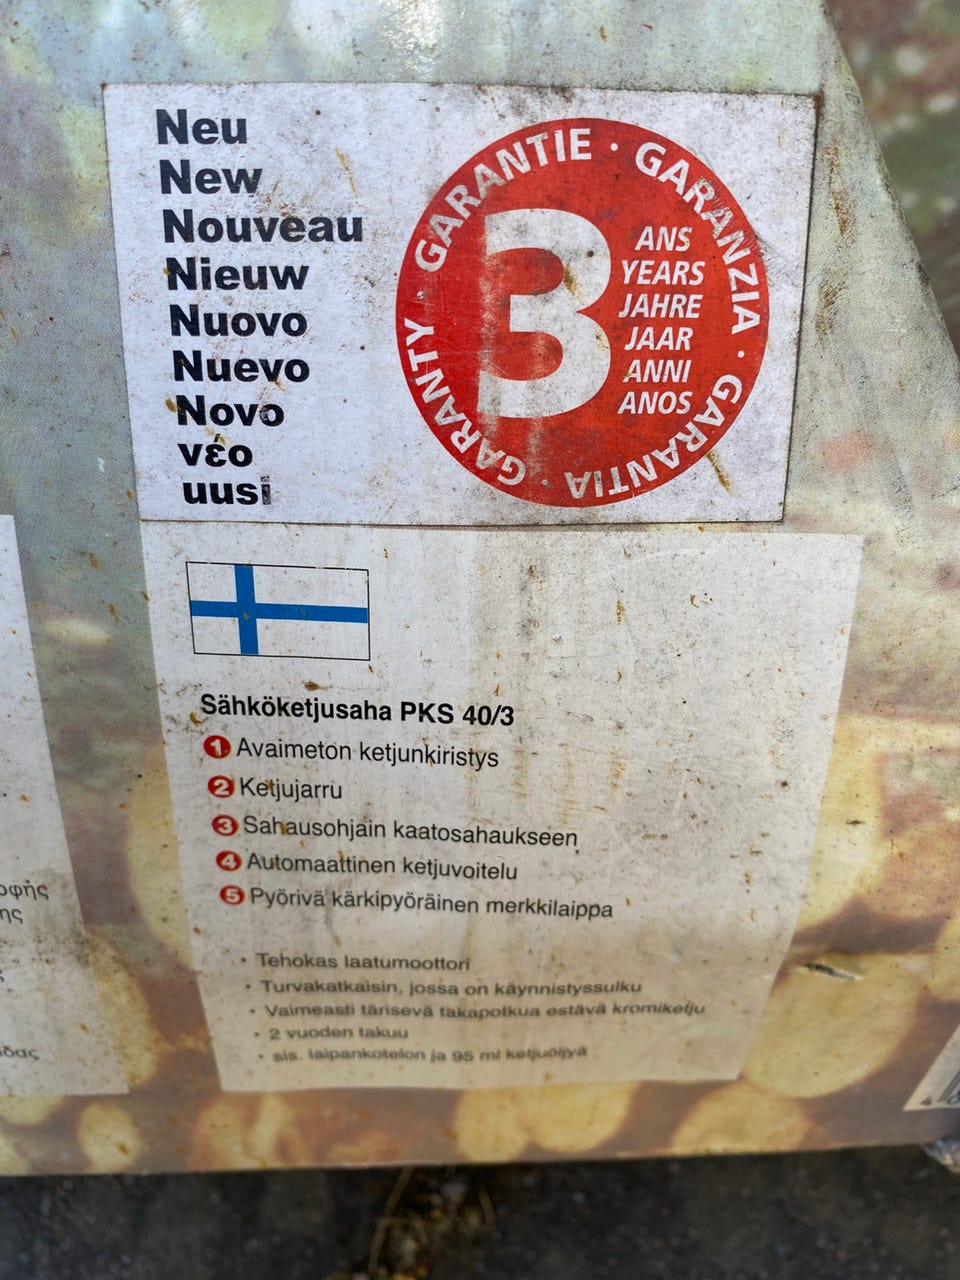 Neu
New
Nouveau
Nieuw
Nuovo
Nuevo
Novo
νέο
uusi
GARANTIE · GARANZIA · GARANTIA · GARANTY ·
3
ANS
YEARS
JAHRE
JAAR
ANNI
ANOS
Sähköketjusaha PKS 40/3
1 Avaimeton ketjunkiristys
2 Ketjujarru
3 Sahausohjain kaatosahaukseen
4 Automaattinen ketjuvoitelu
5 Pyörivä kärkipyöräinen merkkilaippa
• Tehokas laatumoottori
• Turvakatkaisin, jossa on käynnistyssulku
• Vaimeasti tärisevä takapotkua estävä kromiketju
• 2 vuoden takuu
• sis. laipankotelon ja 95 ml ketjuöljyä